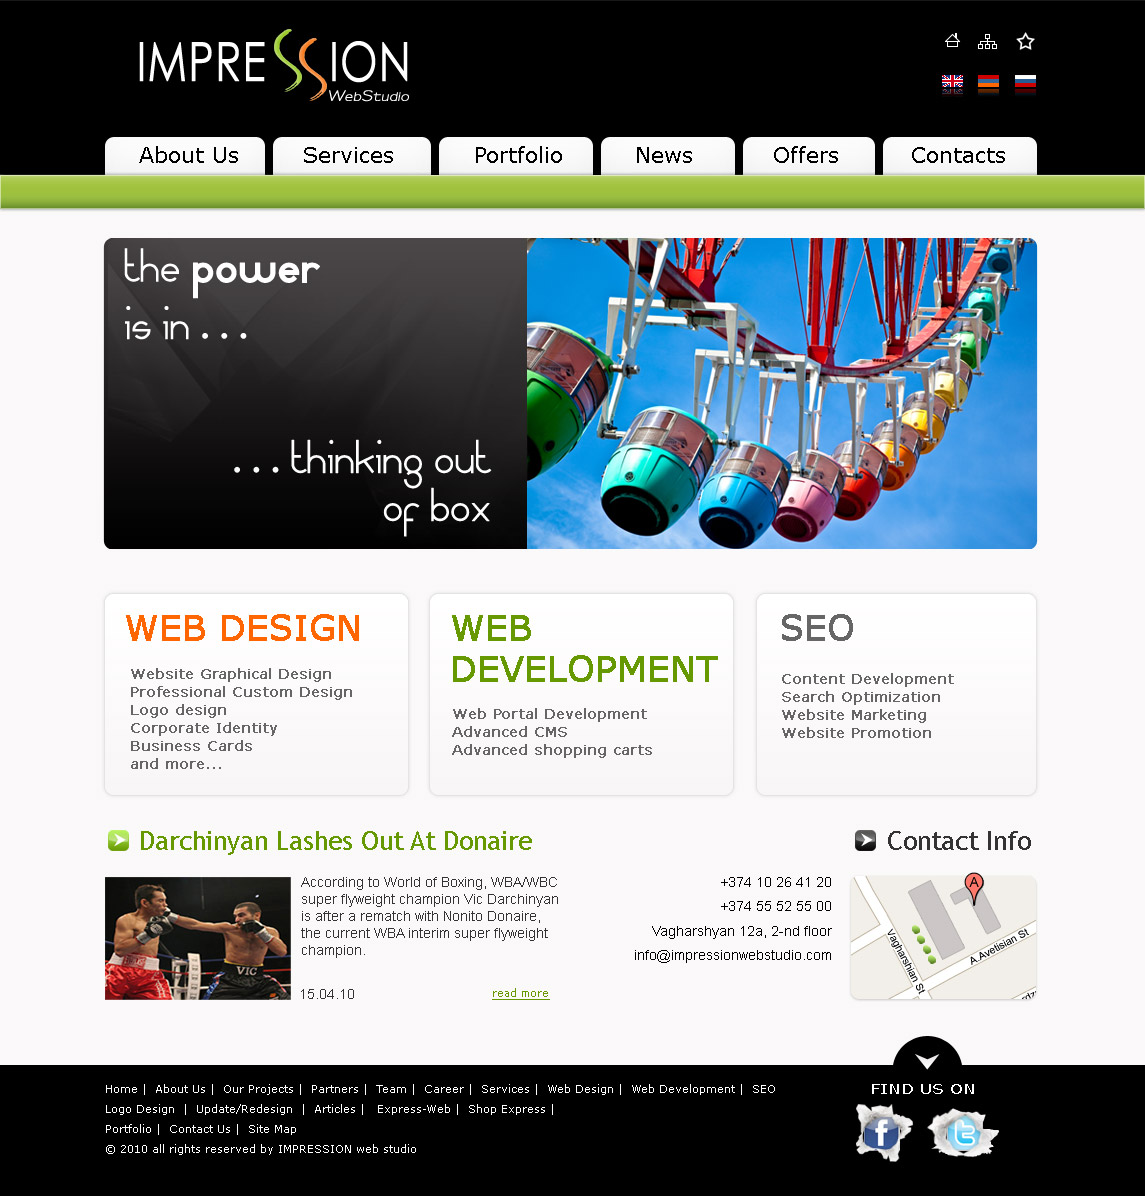 IMPRESSION
WebStudio
About Us
Services
Portfolio
News
Offers
Contacts
the power
is in . . .
. . . thinking out
of box
WEB DESIGN
Website Graphical Design
Professional Custom Design
Logo design
Corporate Identity
Business Cards
and more...
WEB
DEVELOPMENT
Web Portal Development
Advanced CMS
Advanced shopping carts
SEO
Content Development
Search Optimization
Website Marketing
Website Promotion
Darchinyan Lashes Out At Donaire
According to World of Boxing, WBA/WBC
super flyweight champion Vic Darchinyan
is after a rematch with Nonito Donaire,
the current WBA interim super flyweight
champion.
15.04.10
read more
VIC
Contact Info
+374 10 26 41 20
+374 55 52 55 00
Vagharshyan 12a, 2-nd floor
info@impressionwebstudio.com
A
Vagharshian St
A.Avetisian St
Home | About Us | Our Projects | Partners | Team | Career | Services | Web Design | Web Development | SEO
Logo Design | Update/Redesign | Articles | Express-Web | Shop Express |
Portfolio | Contact Us | Site Map
© 2010 all rights reserved by IMPRESSION web studio
FIND US ON
f
t